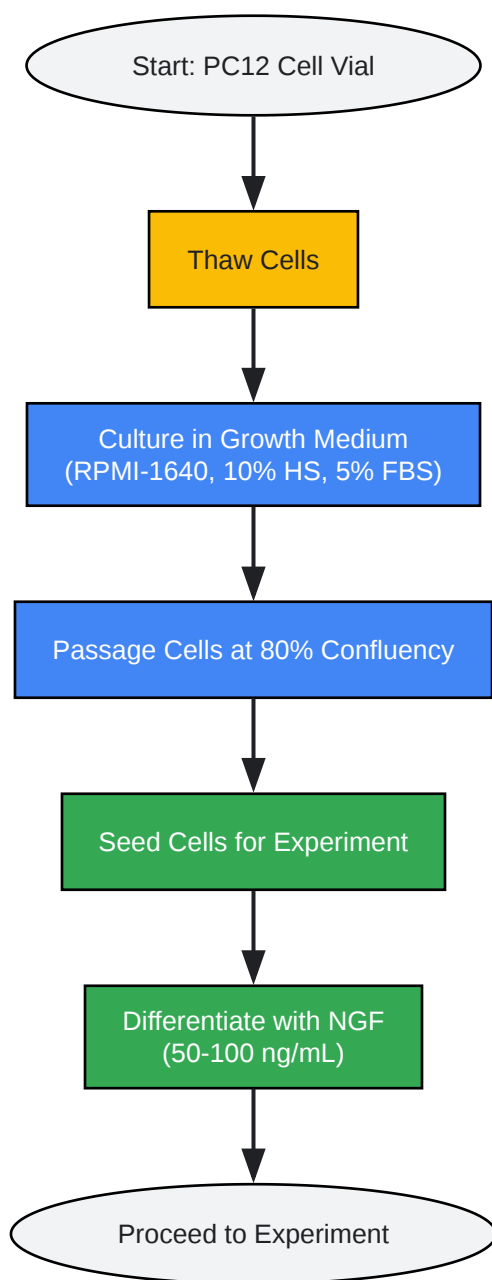 Start: PC12 Cell Vial
Thaw Cells
Culture in Growth Medium
(RPMI-1640, 10% HS, 5% FBS)
Passage Cells at 80% Confluency
Seed Cells for Experiment
Differentiate with NGF
(50-100 ng/mL)
Proceed to Experiment